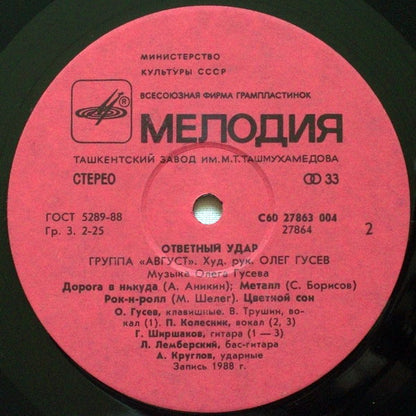 МИНИСТЕРСТВО
КУЛЬТУРЫ СССР
ВСЕСОЮЗНАЯ ФИРМА ГРАМПЛАСТИНОК
®
МЕЛОДИЯ
ТАШКЕНТСКИЙ ЗАВОД ИМ.М.Т.ТАШМУХАМЕДОВА
СТЕРЕО 33
ГОСТ 5289-88 С60 27863 004
Гр. 3. 2-25 27864 2
ОТВЕТНЫЙ УДАР
ГРУППА «АВГУСТ». Худ. рук. ОЛЕГ ГУСЕВ
Музыка Олега Гусева
Дорога в никуда (А. Аникин); Металл (С. Борисов)
Рок-н-ролл (М. Шелег). Цветной сон
О. Гусев, клавишные. В. Трушин, во-
кал (1). П. Колесник, вокал (2, 3)
Г. Ширшаков, гитара (1 — 3)
Л. Лемберский, бас-гитара
А. Круглов, ударные
Запись 1988 г.